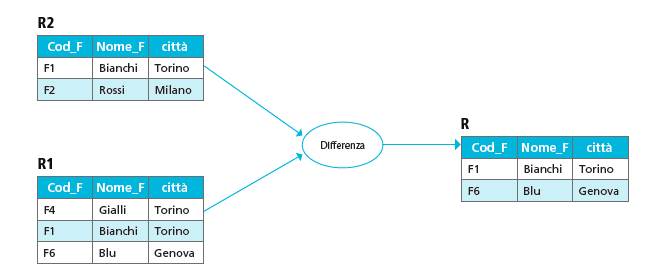 R2
Cod_F Nome_F città
F1 Bianchi Torino
F2 Rossi Milano
Differenza
R
Cod_F Nome_F città
F1 Bianchi Torino
F6 Blu Genova
R1
Cod_F Nome_F città
F4 Gialli Torino
F1 Bianchi Torino
F6 Blu Genova